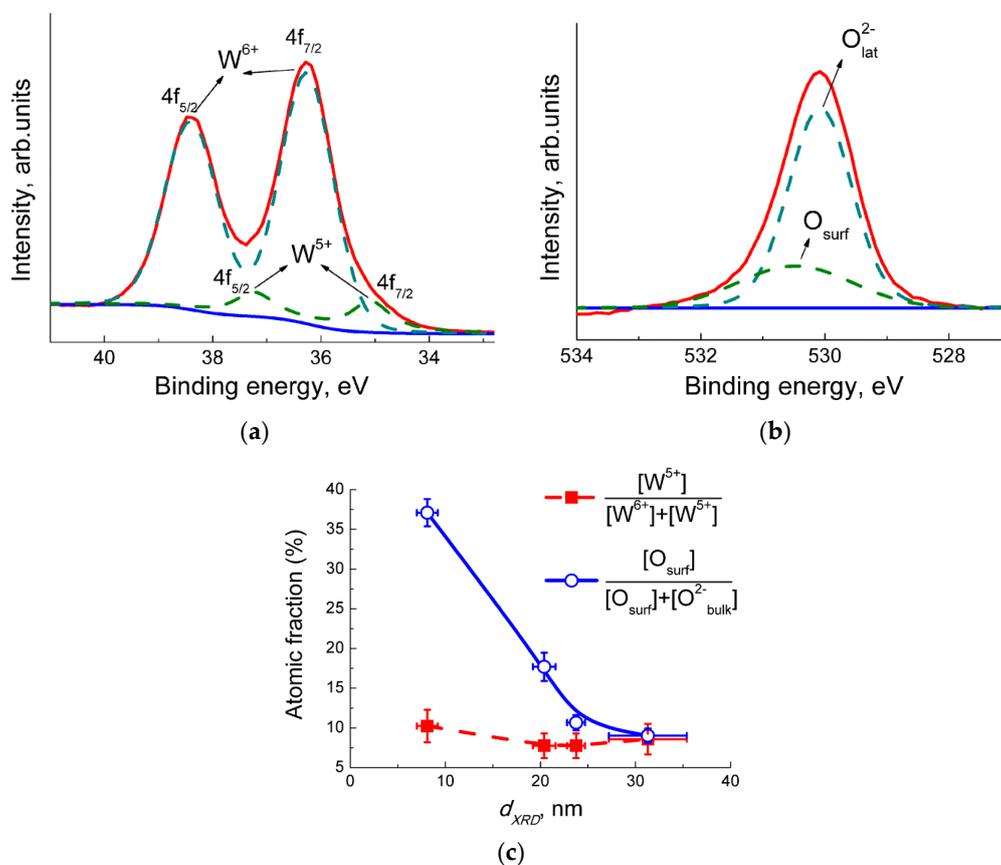 4f7/2
W6+
4f5/2
W5+
4f5/2
4f7/2
Intensity, arb.units
40 38 36 34
Binding energy, eV
(a)
O2-lat
Osurf
Intensity, arb.units
534 532 530 528
Binding energy, eV
(b)
[W5+]
[W6+]+[W5+]
[Osurf]
[Osurf]+[O2-bulk]
Atomic fraction (%)
40
35
30
25
20
15
10
5
0 10 20 30 40
dXRD, nm
(c)